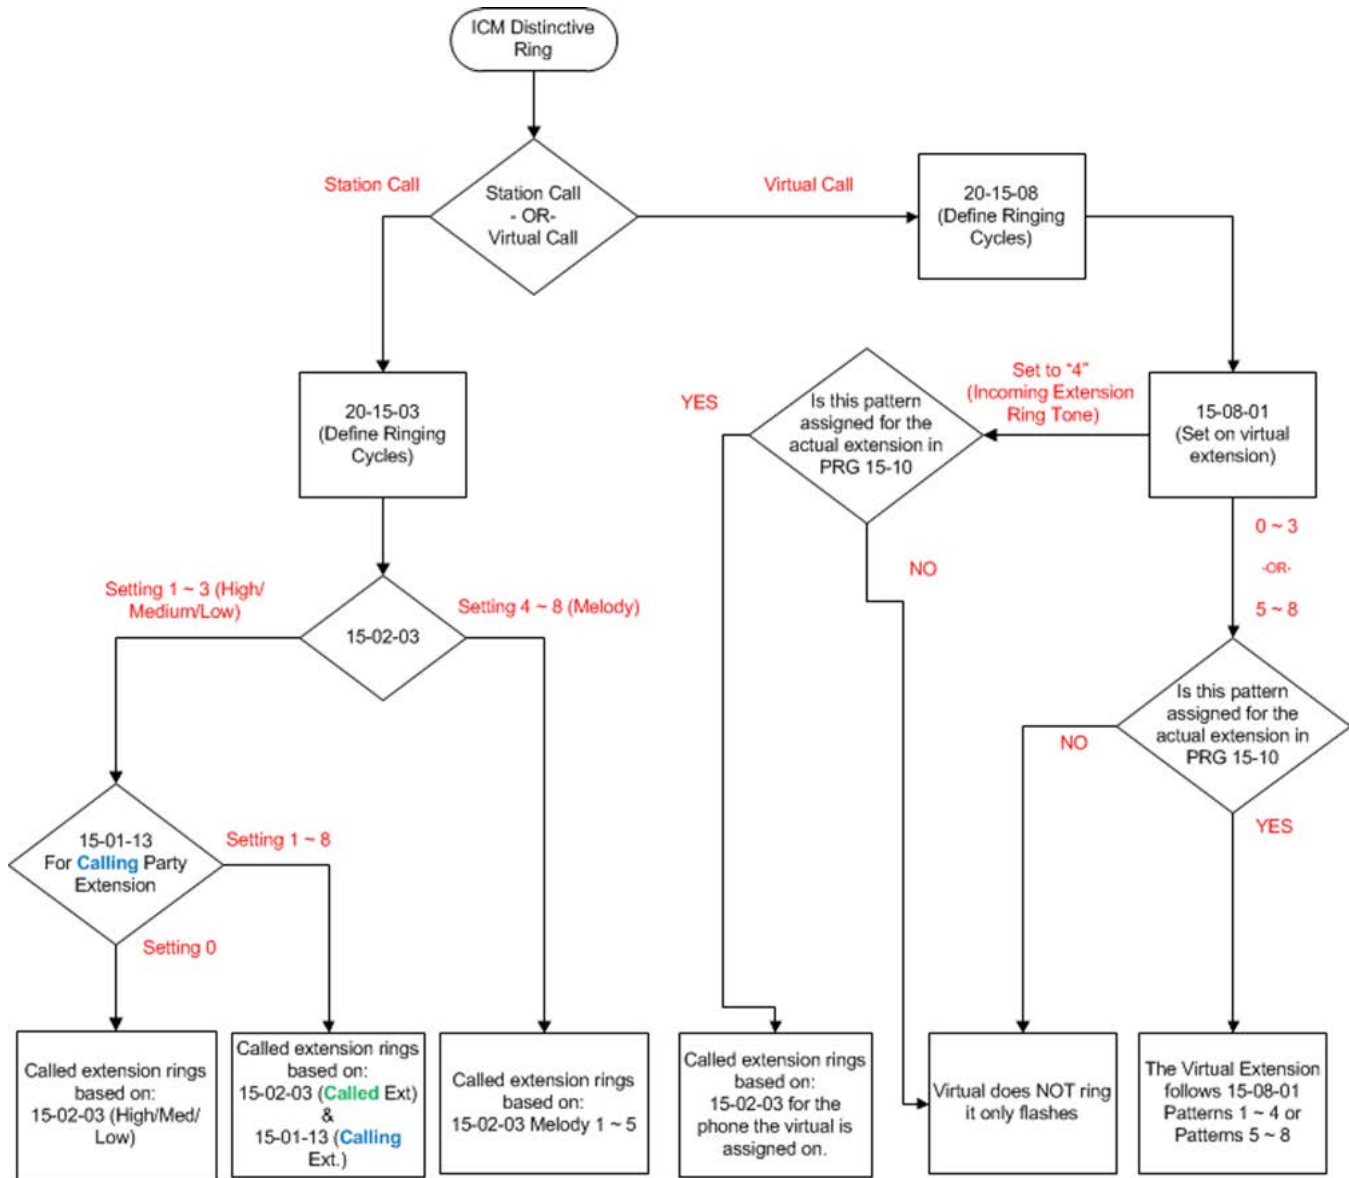 ICM Distinctive
Ring
Station Call
Station Call
- OR-
Virtual Call
Virtual Call
20-15-08
(Define Ringing
Cycles)
20-15-03
(Define Ringing
Cycles)
YES
Is this pattern
assigned for the
actual extension in
PRG 15-10
Set to "4"
(Incoming Extension
Ring Tone)
15-08-01
(Set on virtual
extension)
0 ~ 3
-OR-
5 ~ 8
NO
Setting 1 ~ 3 (High/
Medium/Low)
15-02-03
Setting 4 ~ 8 (Melody)
Is this pattern
assigned for the
actual extension in
PRG 15-10
NO
YES
15-01-13
For Calling Party
Extension
Setting 1 ~ 8
Setting 0
Called extension rings
based on:
15-02-03 (High/Med/
Low)
Called extension rings
based on:
15-02-03 (Called Ext)
&
15-01-13 (Calling
Ext.)
Called extension rings
based on:
15-02-03 Melody 1 ~ 5
Called extension rings
based on:
15-02-03 for the
phone the virtual is
assigned on.
Virtual does NOT ring
it only flashes
The Virtual Extension
follows 15-08-01
Patterns 1 ~ 4 or
Patterns 5 ~ 8